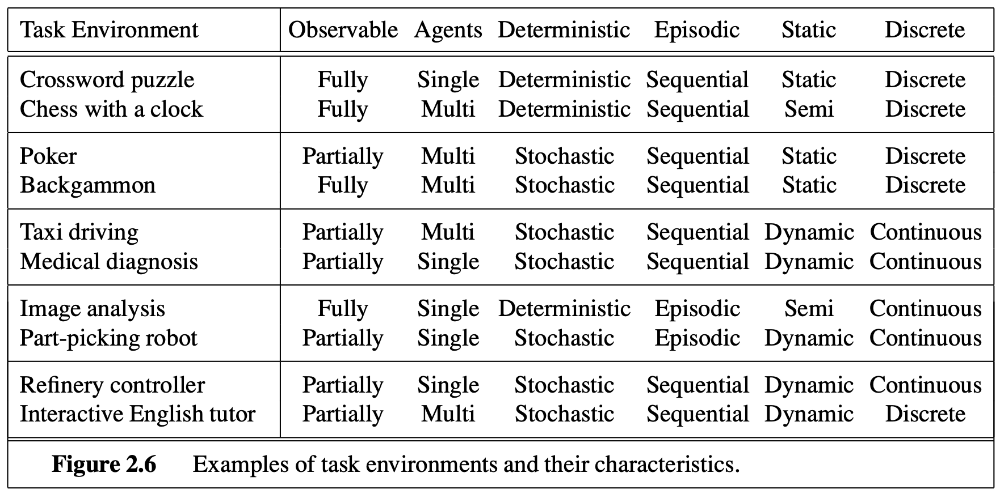 Task Environment Observable Agents Deterministic Episodic Static Discrete
Crossword puzzle Fully Single Deterministic Sequential Static Discrete
Chess with a clock Fully Multi Deterministic Sequential Semi Discrete
Poker Partially Multi Stochastic Sequential Static Discrete
Backgammon Fully Multi Stochastic Sequential Static Discrete
Taxi driving Partially Multi Stochastic Sequential Dynamic Continuous
Medical diagnosis Partially Single Stochastic Sequential Dynamic Continuous
Image analysis Fully Single Deterministic Episodic Semi Continuous
Part-picking robot Partially Single Stochastic Episodic Dynamic Continuous
Refinery controller Partially Single Stochastic Sequential Dynamic Continuous
Interactive English tutor Partially Multi Stochastic Sequential Dynamic Discrete
Figure 2.6 Examples of task environments and their characteristics.